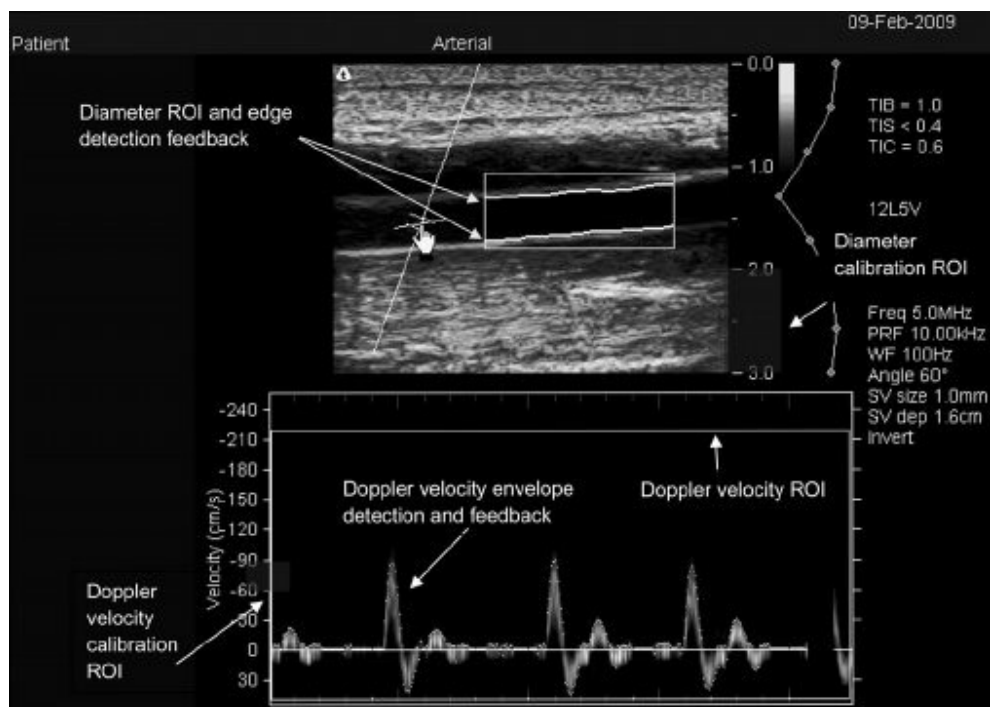 09-Feb-2009
Patient
Arterial
Diameter ROI and edge
detection feedback
0.0
1.0
2.0
3.0
TIB = 1.0
TIS < 0.4
TIC = 0.6
12L5V
Diameter
calibration ROI
Freq 5.0MHz
PRF 10.00kHz
WF 100Hz
Angle 60°
SV size 1.0mm
SV dep 1.6cm
Invert
Velocity (cm/s)
-240
-210
-180
-150
-120
-90
-60
-30
0
30
Doppler velocity envelope
detection and feedback
Doppler velocity ROI
Doppler
velocity
calibration
ROI